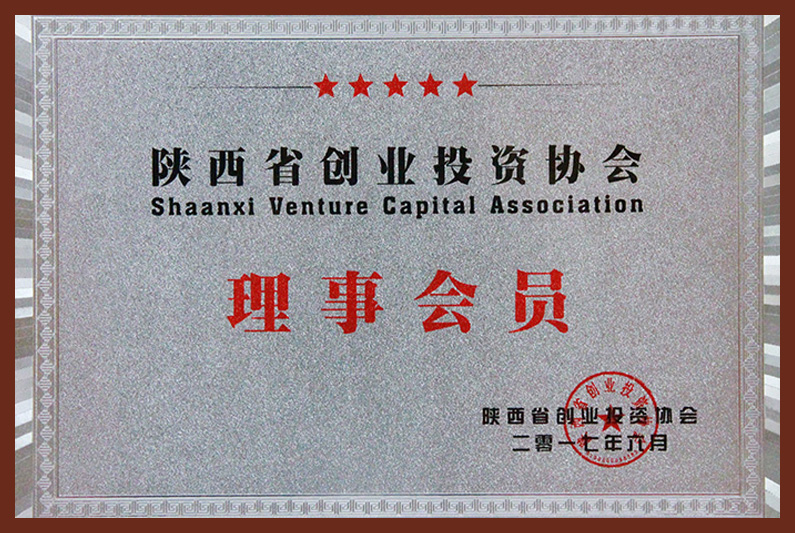 陕西省创业投资协会
Shaanxi Venture Capital Association
理事会员
陕西省创业投资协会
二零一七年六月